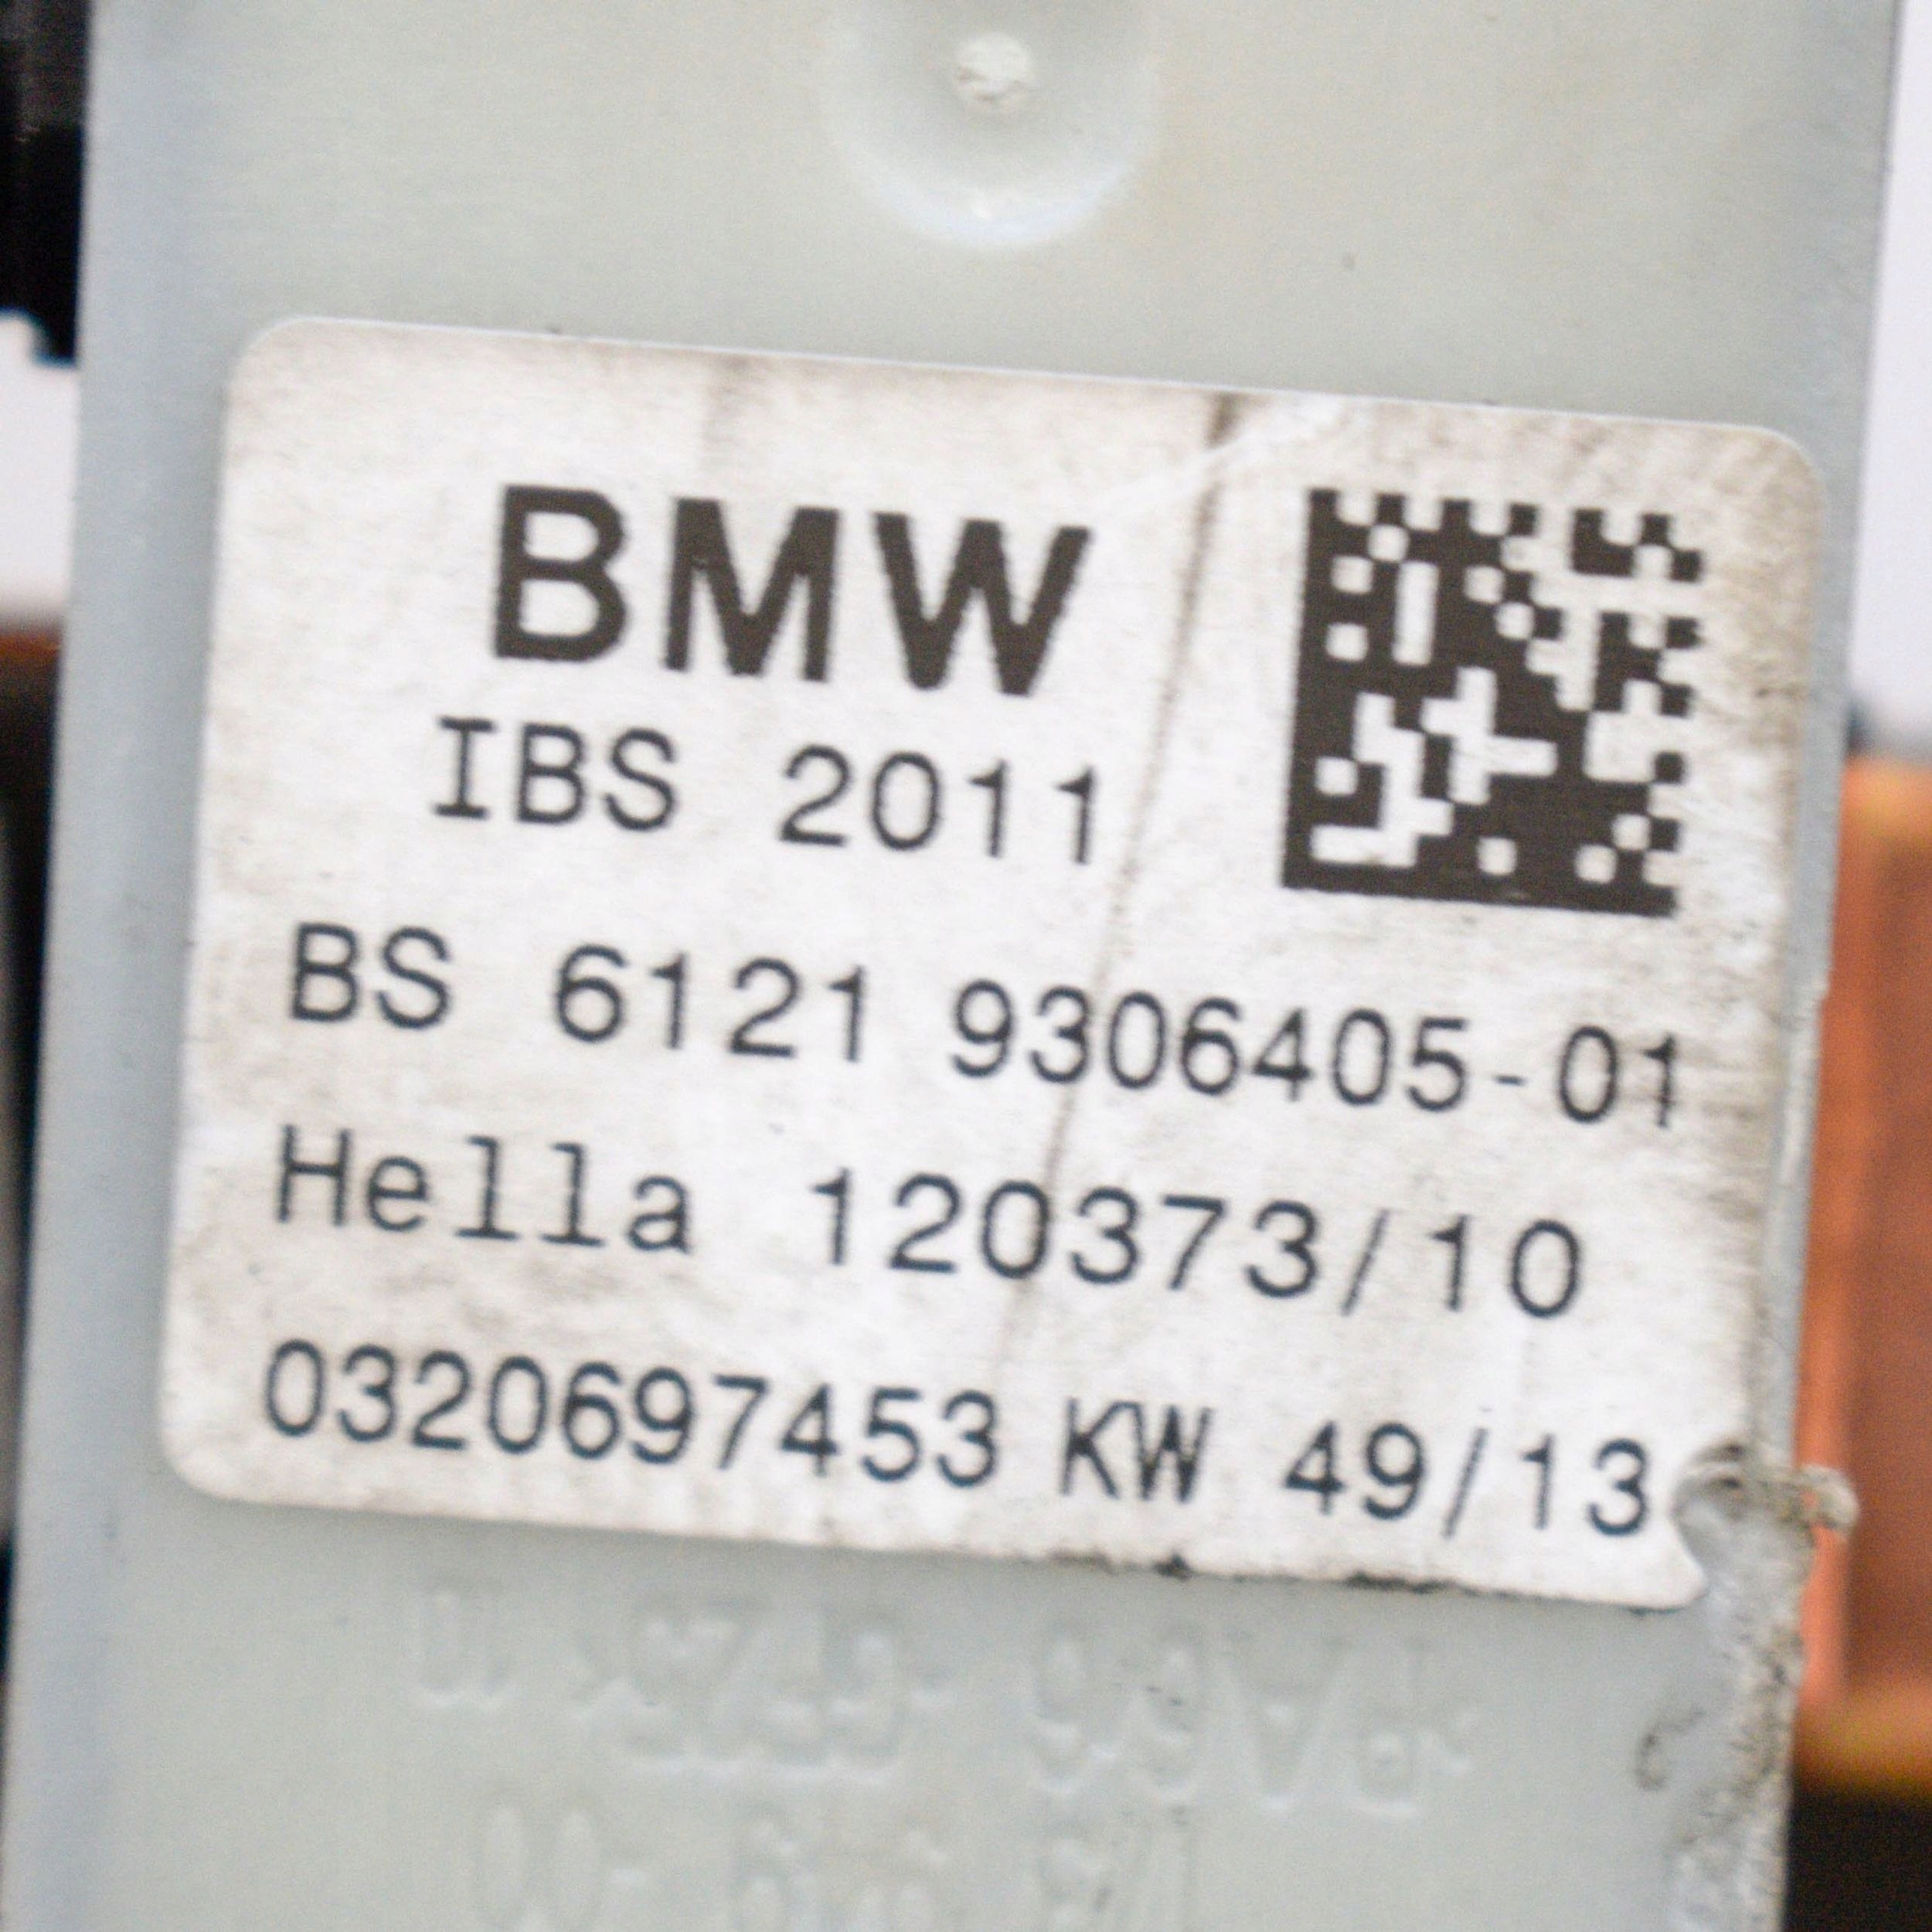 BMW
IBS 2011
BS 6121 9306405-01
Hella 120373/10
0320697453 KW 49/13